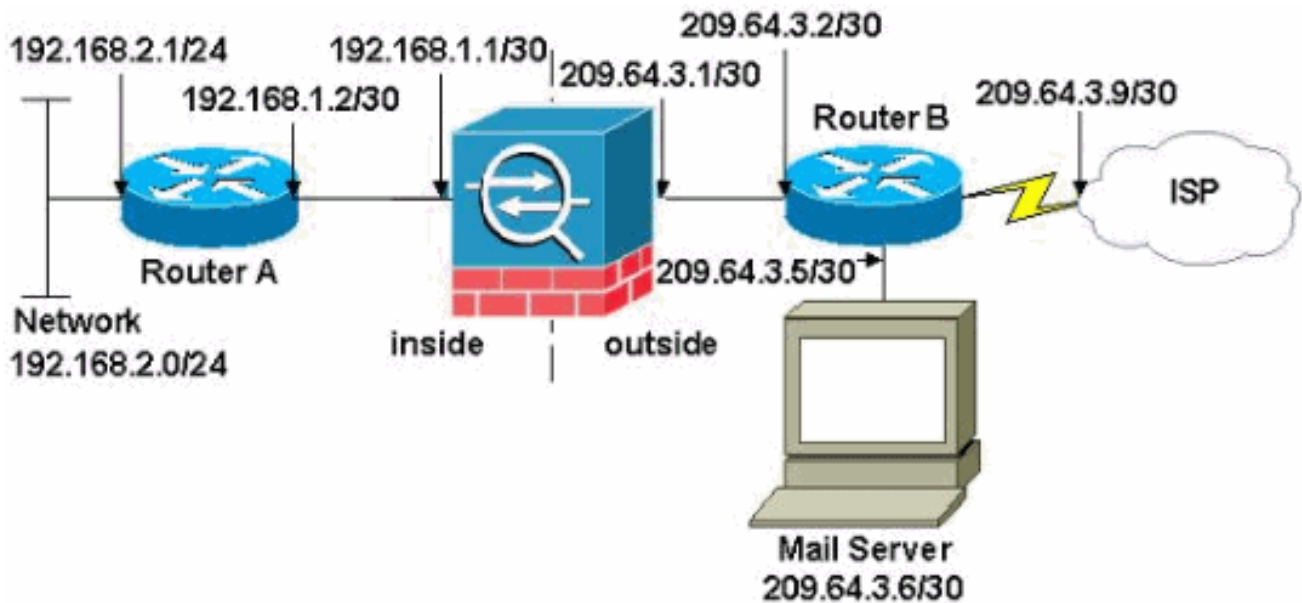 209.64.3.2/30
192.168.2.1/24
192.168.1.1/30
209.64.3.1/30
192.168.1.2/30
209.64.3.9/30
Router B
ISP
Router A
209.64.3.5/30
Network
192.168.2.0/24
inside
outside
Mail Server
209.64.3.6/30